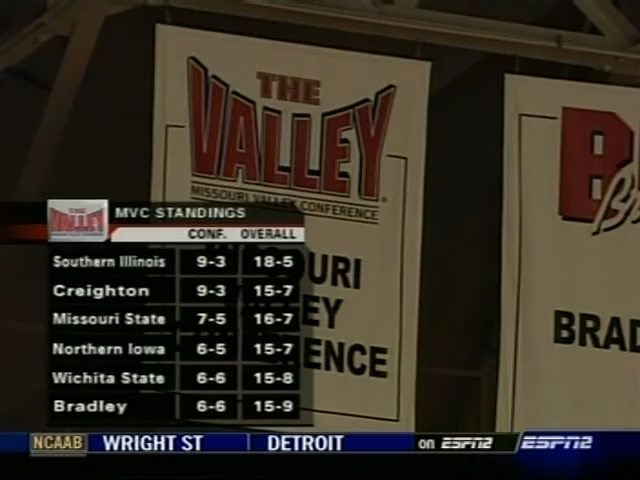 THE
VALLEY
MISSOURI VALLEY CONFERENCE
B
Br
THE VALLEY
MVC STANDINGS
CONF. OVERALL
Southern Illinois 9-3 18-5
Creighton 9-3 15-7
Missouri State 7-5 16-7
Northern Iowa 6-5 15-7
Wichita State 6-6 15-8
Bradley 6-6 15-9
OURI
EY
ENCE
BRAD
NCAAB WRIGHT ST DETROIT on ESPN2 ESPN2